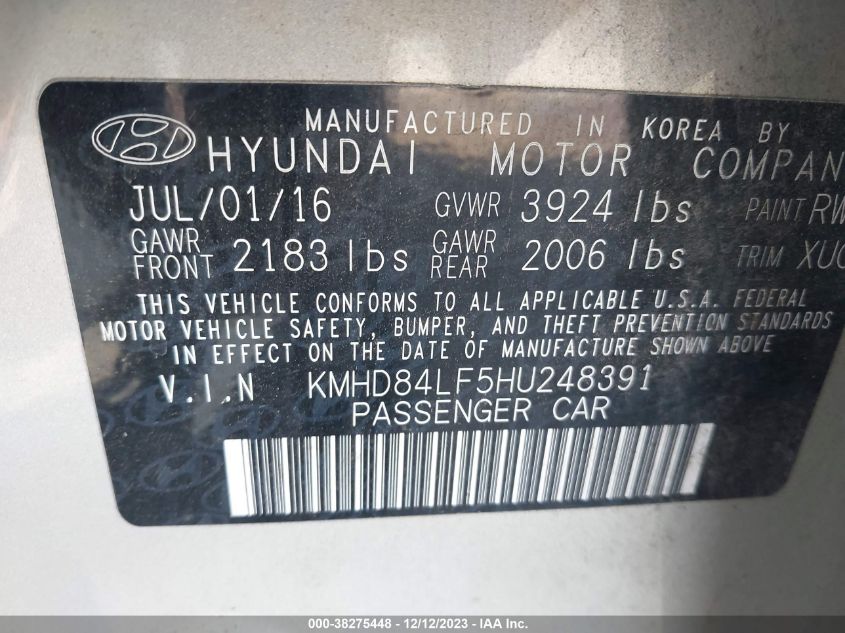 MANUFACTURED IN KOREA BY
HYUNDAI MOTOR COMPAN
JUL/01/16 GVWR 3924 lbs PAINT RW
GAWR FRONT 2183 lbs GAWR REAR 2006 lbs TRIM XUG
THIS VEHICLE CONFORMS TO ALL APPLICABLE U.S.A. FEDERAL
MOTOR VEHICLE SAFETY, BUMPER, AND THEFT PREVENTION STANDARDS
IN EFFECT ON THE DATE OF MANUFACTURE SHOWN ABOVE
V.I.N KMHD84LF5HU248391
PASSENGER CAR
000-38275448 - 12/12/2023 - IAA Inc.